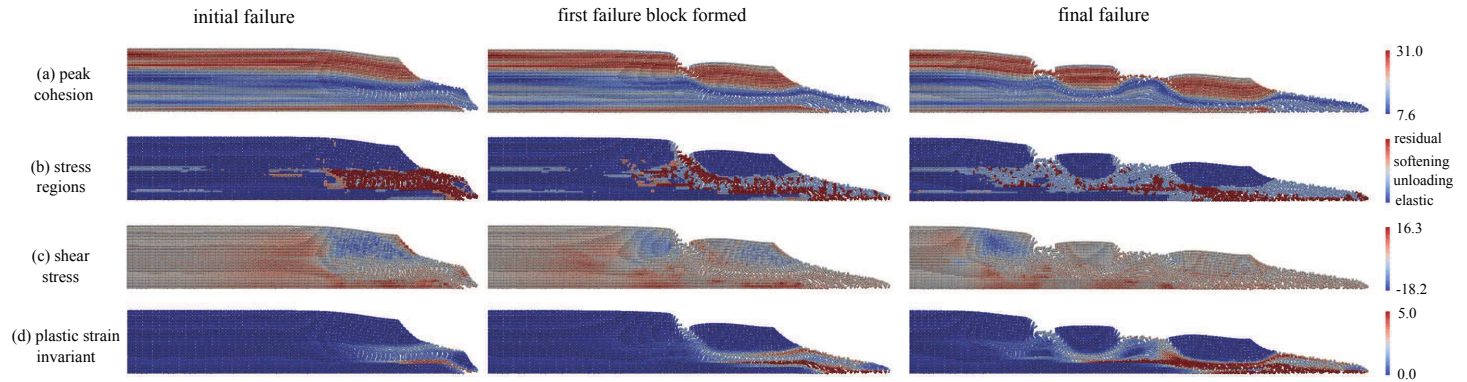 initial failure
first failure block formed
final failure
(a) peak
cohesion
31.0
7.6
(b) stress
regions
residual
softening
unloading
elastic
(c) shear
stress
16.3
-18.2
(d) plastic strain
invariant
5.0
0.0